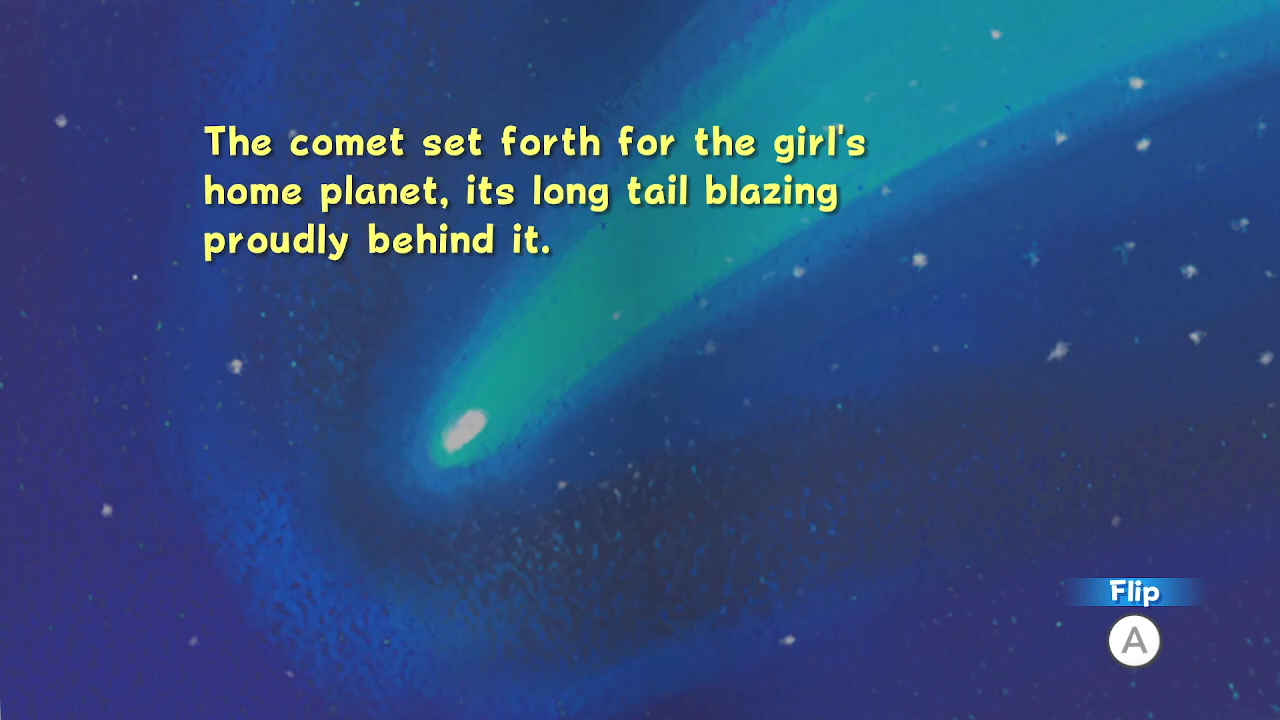 The comet set forth for the girl's
home planet, its long tail blazing
proudly behind it.
Flip
A